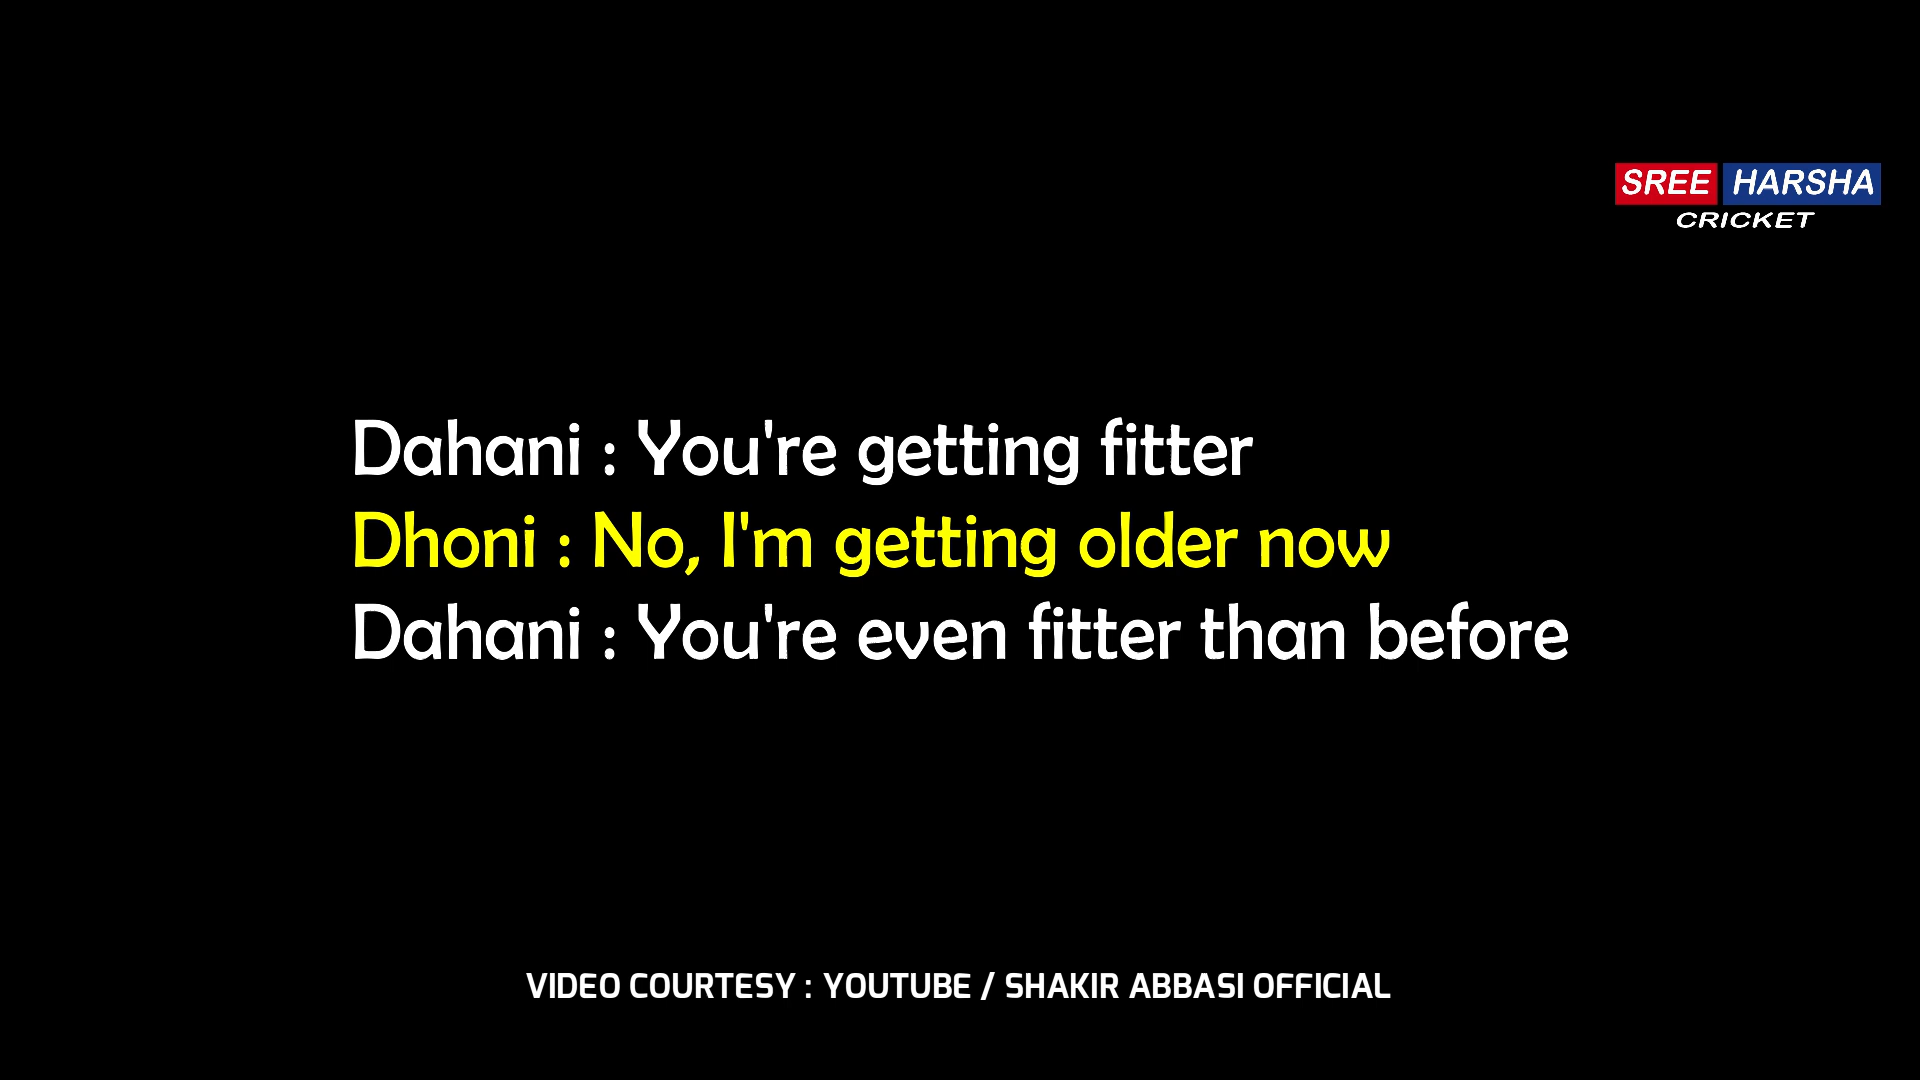 SREE HARSHA
CRICKET
Dahani : You're getting fitter
Dhoni : No, I'm getting older now
Dahani : You're even fitter than before
VIDEO COURTESY : YOUTUBE / SHAKIR ABBASI OFFICIAL